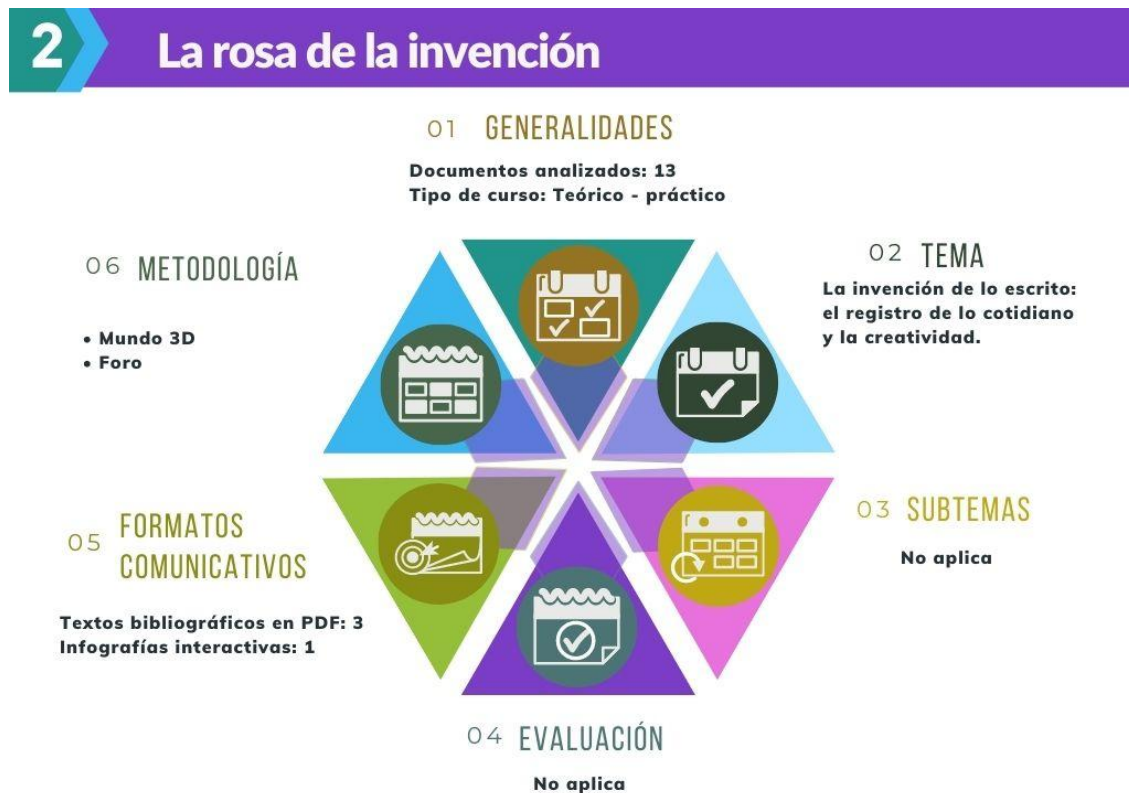 2
La rosa de la invención
01 GENERALIDADES
Documentos analizados: 13
Tipo de curso: Teórico - práctico
02 TEMA
La invención de lo escrito:
el registro de lo cotidiano
y la creatividad.
03 SUBTEMAS
No aplica
04 EVALUACIÓN
No aplica
05 FORMATOS
COMUNICATIVOS
Textos bibliográficos en PDF: 3
Infografías interactivas: 1
06 METODOLOGÍA
• Mundo 3D
• Foro